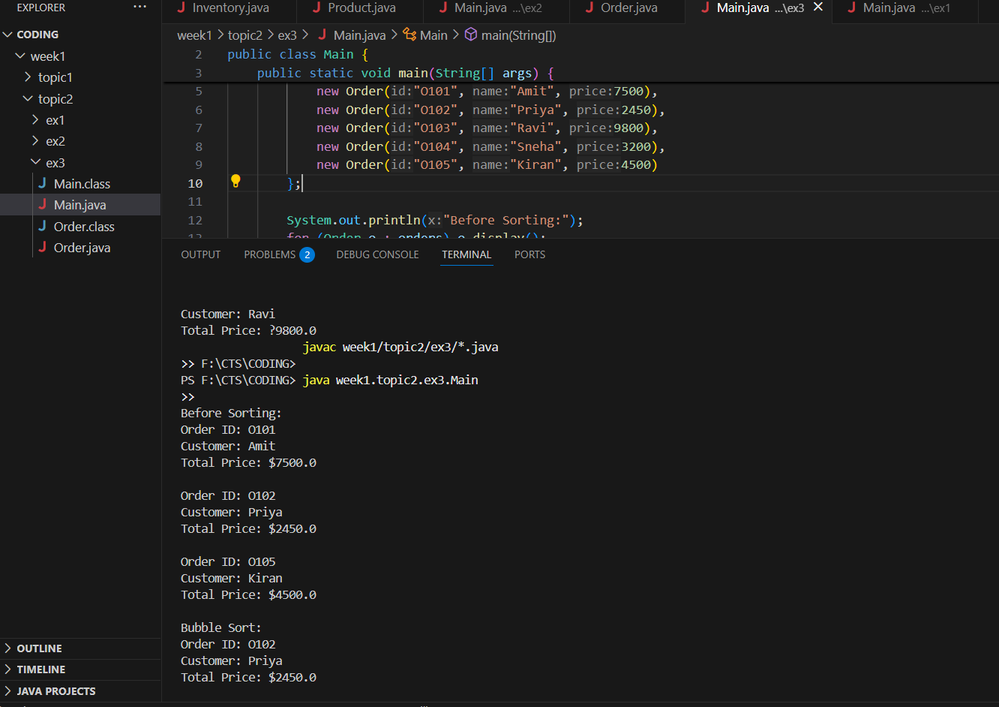 EXPLORER ···
Inventory.java Product.java Main.java ...\ex2 Order.java Main.java ...\ex3 Main.java ...\ex1
CODING
week1
topic1
topic2
ex1
ex2
ex3
Main.class
Main.java
Order.class
Order.java
OUTLINE
TIMELINE
JAVA PROJECTS
week1 > topic2 > ex3 > Main.java > Main > main(String[])
2 public class Main {
3 public static void main(String[] args) {
5 new Order(id:"O101", name:"Amit", price:7500),
6 new Order(id:"O102", name:"Priya", price:2450),
7 new Order(id:"O103", name:"Ravi", price:9800),
8 new Order(id:"O104", name:"Sneha", price:3200),
9 new Order(id:"O105", name:"Kiran", price:4500)
10 };
11
12 System.out.println(x:"Before Sorting:");
13 for (Order o : orders) o.display();
OUTPUT PROBLEMS 2 DEBUG CONSOLE TERMINAL PORTS
Customer: Ravi
Total Price: ?9800.0
javac week1/topic2/ex3/*.java
>> F:\CTS\CODING>
PS F:\CTS\CODING> java week1.topic2.ex3.Main
>>
Before Sorting:
Order ID: O101
Customer: Amit
Total Price: $7500.0
Order ID: O102
Customer: Priya
Total Price: $2450.0
Order ID: O105
Customer: Kiran
Total Price: $4500.0
Bubble Sort:
Order ID: O102
Customer: Priya
Total Price: $2450.0